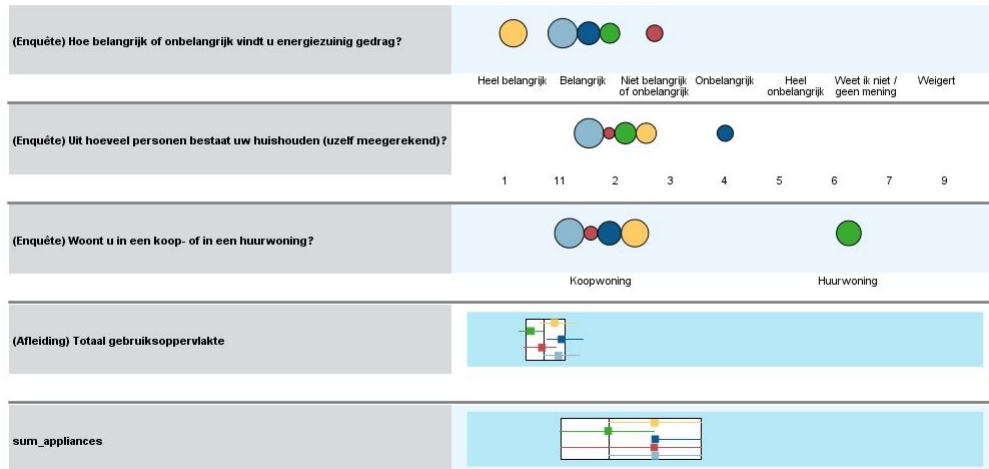 (Enquête) Hoe belangrijk of onbelangrijk vindt u energiezuinig gedrag?
Heel belangrijk Belangrijk Niet belangrijk of onbelangrijk Onbelangrijk Heel onbelangrijk Weet ik niet / geen mening Weigert
(Enquête) Uit hoeveel personen bestaat uw huishouden (uzelf meegerekend)?
1 11 2 3 4 5 6 7 9
(Enquête) Woont u in een koop- of in een huurwoning?
Koopwoning Huurwoning
(Afleiding) Totaal gebruiksoppervlakte
sum_appliances